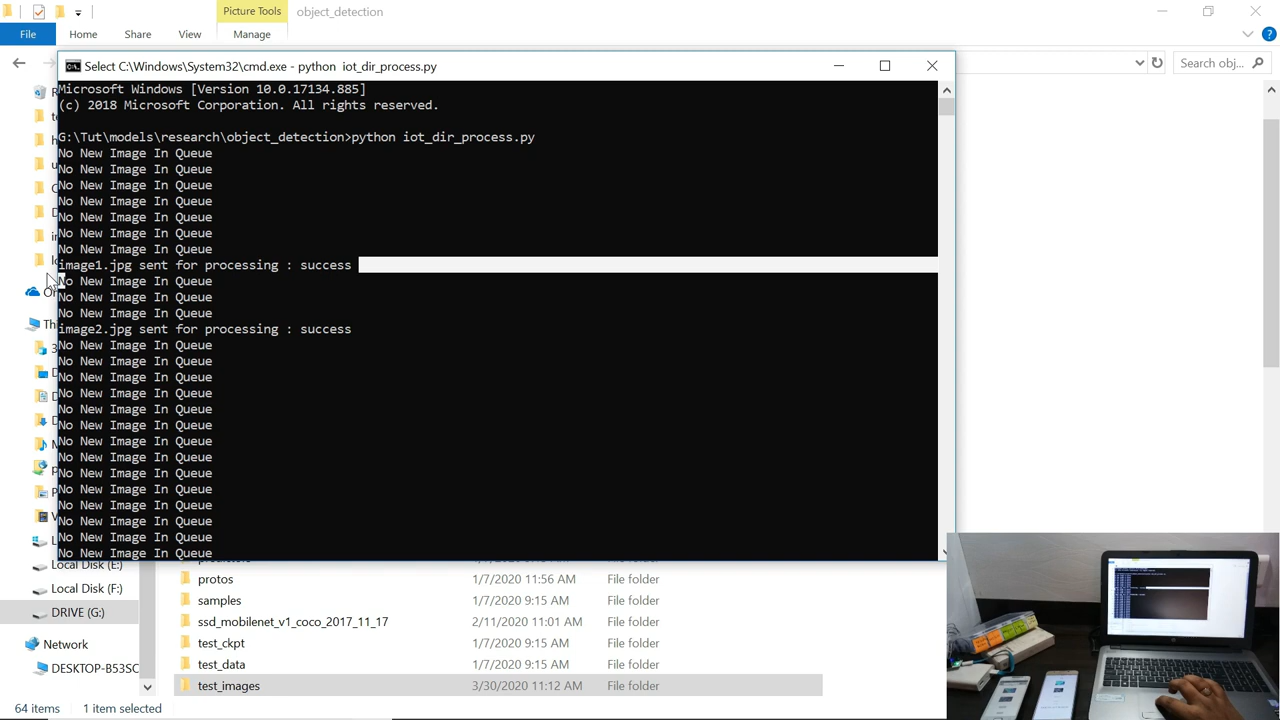 Picture Tools
object_detection
File
Home
Share
View
Manage
Search obj...
Select C:\Windows\System32\cmd.exe - python  iot_dir_process.py
Microsoft Windows [Version 10.0.17134.885]
(c) 2018 Microsoft Corporation. All rights reserved.
G:\Tut\models\research\object_detection>python iot_dir_process.py
No New Image In Queue
No New Image In Queue
No New Image In Queue
No New Image In Queue
No New Image In Queue
No New Image In Queue
No New Image In Queue
image1.jpg sent for processing : success
No New Image In Queue
No New Image In Queue
No New Image In Queue
image2.jpg sent for processing : success
No New Image In Queue
No New Image In Queue
No New Image In Queue
No New Image In Queue
No New Image In Queue
No New Image In Queue
No New Image In Queue
No New Image In Queue
No New Image In Queue
No New Image In Queue
No New Image In Queue
No New Image In Queue
No New Image In Queue
No New Image In Queue
Local Disk (E:)
Local Disk (F:)
DRIVE (G:)
Network
DESKTOP-B53SC
protos 1/7/2020 11:56 AM File folder
samples 1/7/2020 9:15 AM File folder
ssd_mobilenet_v1_coco_2017_11_17 2/11/2020 11:01 AM File folder
test_ckpt 1/7/2020 9:15 AM File folder
test_data 1/7/2020 9:15 AM File folder
test_images 3/30/2020 11:12 AM File folder
64 items
1 item selected